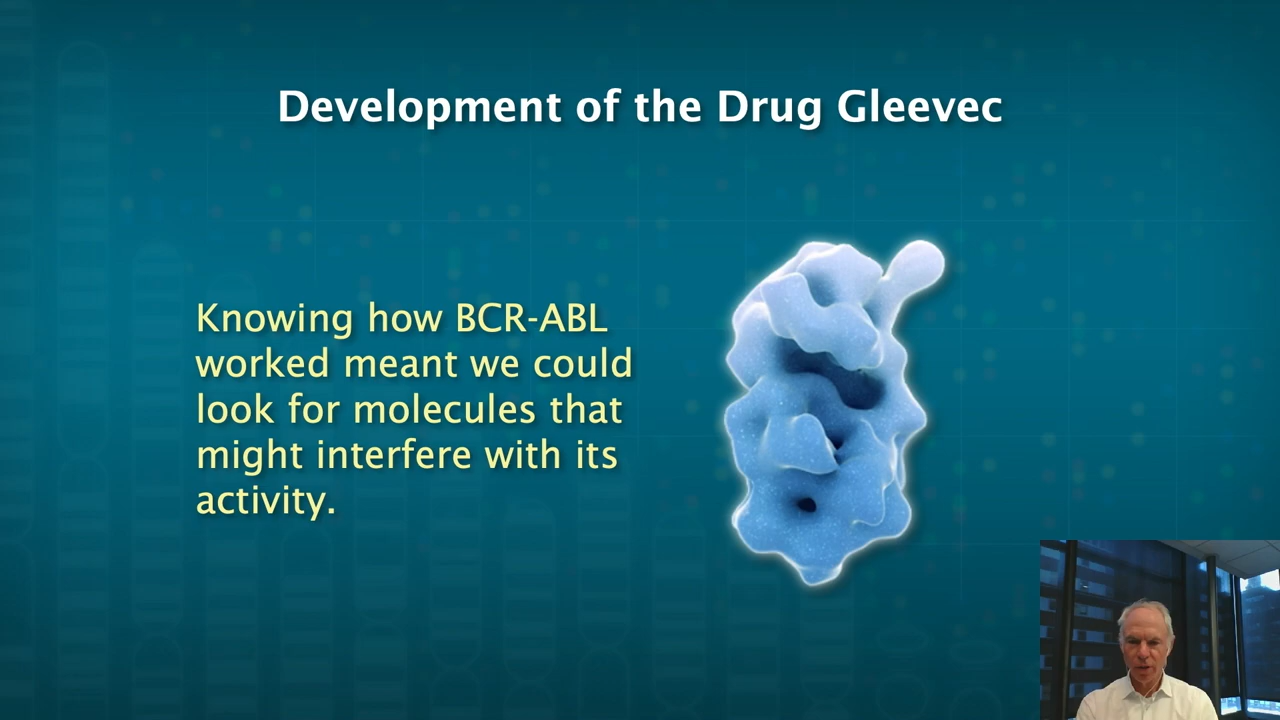 Development of the Drug Gleevec
Knowing how BCR-ABL
worked meant we could
look for molecules that
might interfere with its
activity.